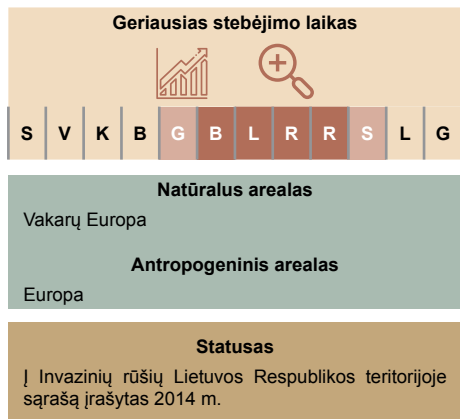 Geriausias stebėjimo laikas
S V K B G B L R R S L G
Natūralus arealas
Vakarų Europa
Antropogeninis arealas
Europa
Statusas
Į Invazinių rūšių Lietuvos Respublikos teritorijoje
sąrašą įrašytas 2014 m.